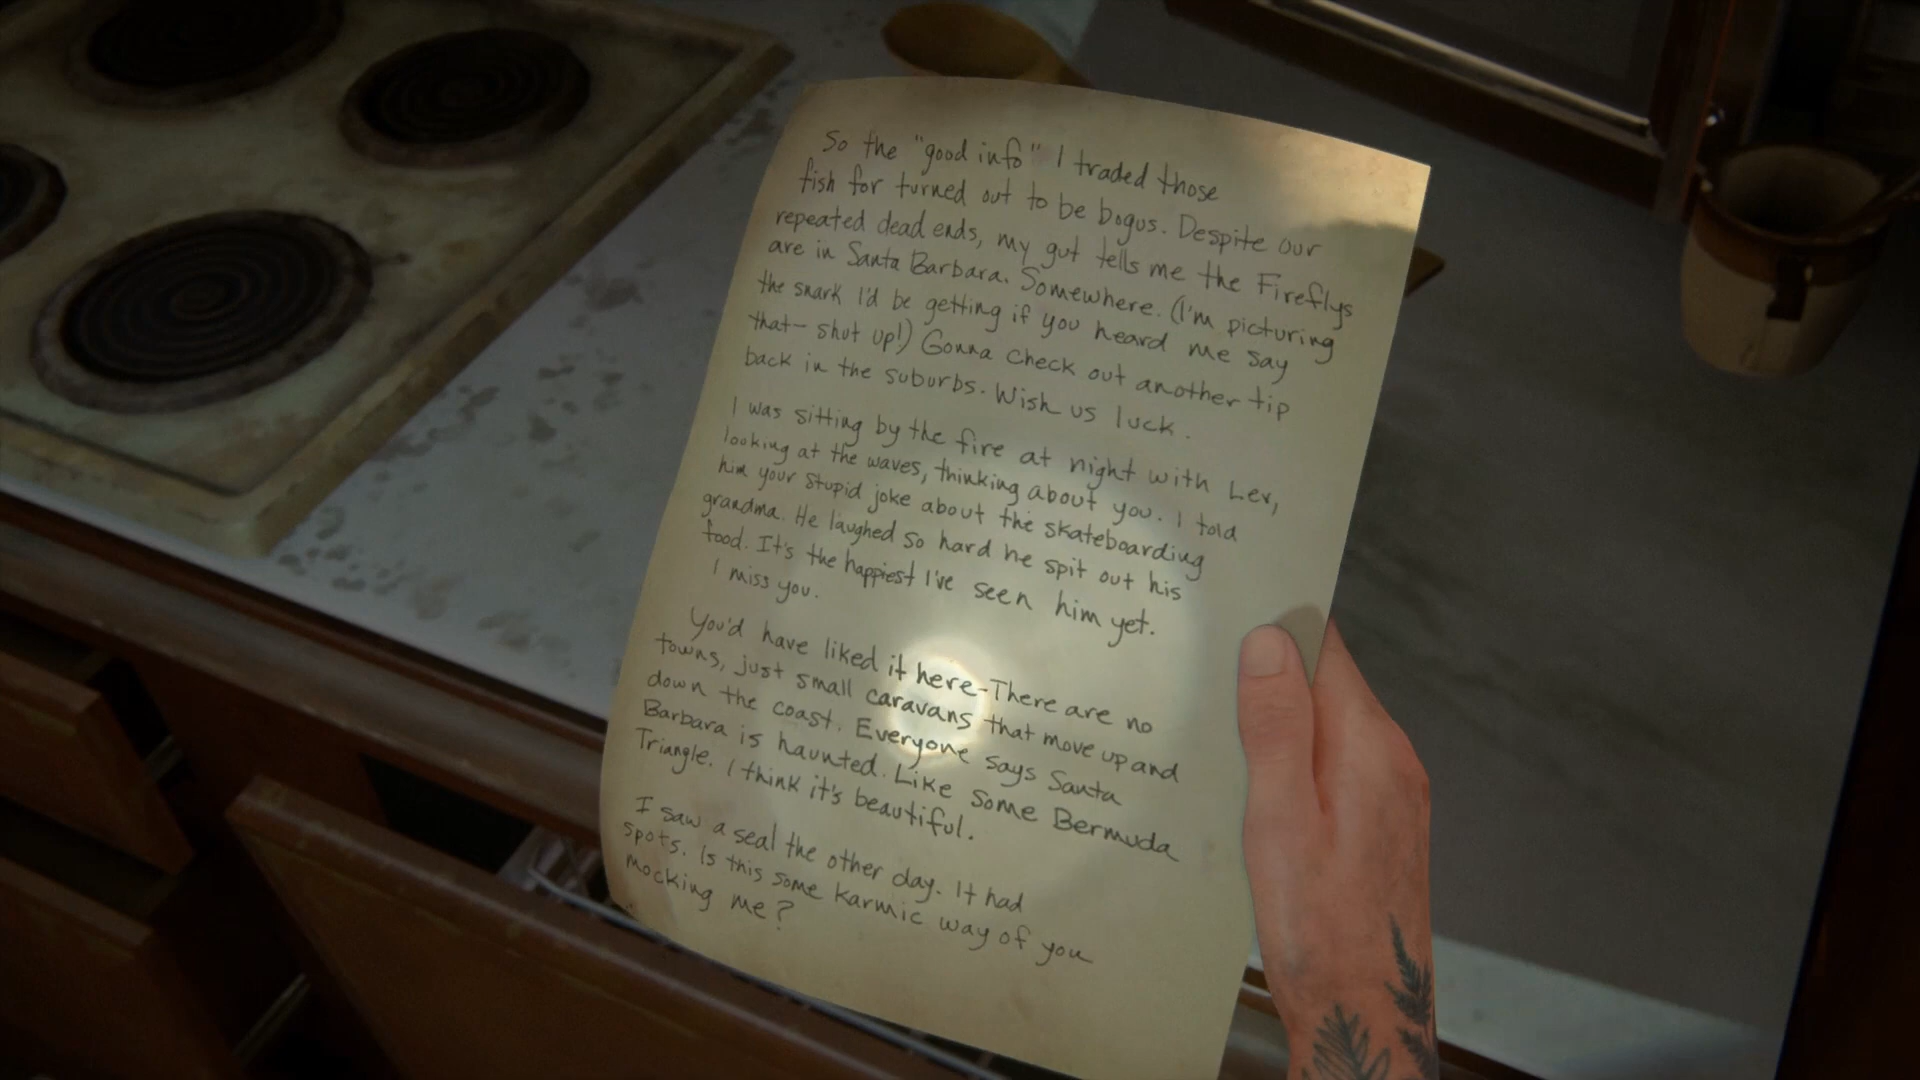 So the "good info" I traded those
fish for turned out to be bogus. Despite our
repeated dead ends, my gut tells me the Fireflys
are in Santa Barbara. Somewhere. (I'm picturing
the snark I'd be getting if you heard me say
that- shut up!) Gonna check out another tip
back in the suburbs. Wish us luck.
I was sitting by the fire at night with Lev,
looking at the waves, thinking about you. I told
him your stupid joke about the skateboarding
grandma. He laughed so hard he spit out his
food. It's the happiest I've seen him yet.
I miss you.
You'd have liked it here-There are no
towns, just small caravans that move up and
down the coast. Everyone says Santa
Barbara is haunted. Like some Bermuda
Triangle. I think it's beautiful.
I saw a seal the other day. It had
spots. Is this some karmic way of you
mocking me?